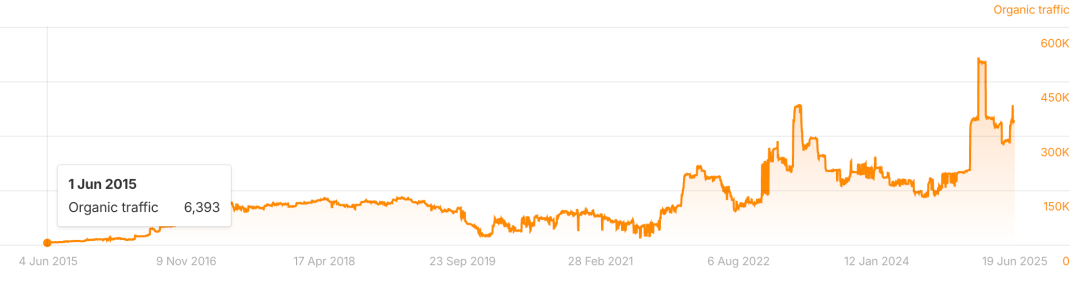 Organic traffic
600K
450K
300K
150K
1 Jun 2015
Organic traffic 6,393
4 Jun 2015 9 Nov 2016 17 Apr 2018 23 Sep 2019 28 Feb 2021 6 Aug 2022 12 Jan 2024 19 Jun 2025 0